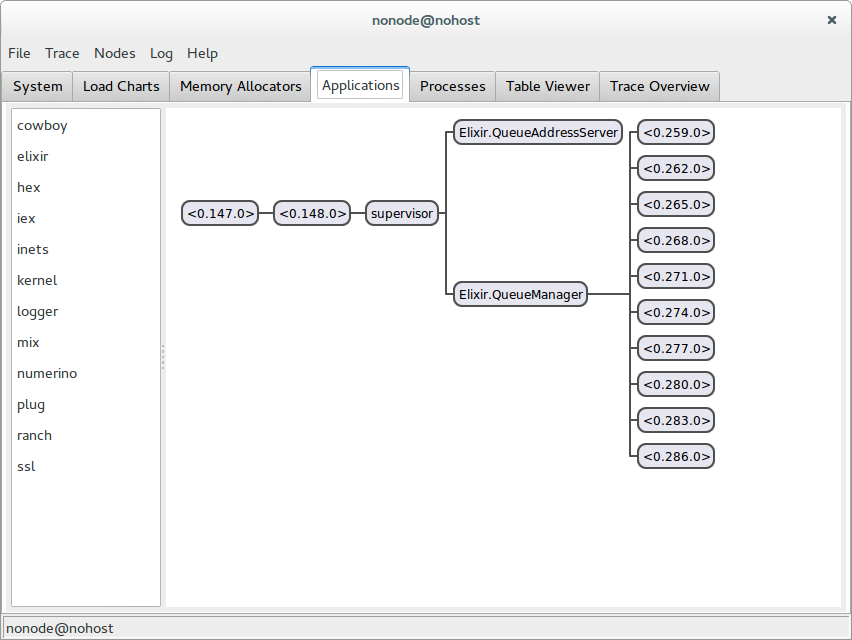 nonode@nohost
File Trace Nodes Log Help
System Load Charts Memory Allocators Applications Processes Table Viewer Trace Overview
cowboy
elixir
hex
iex
inets
kernel
logger
mix
numerino
plug
ranch
ssl
<0.147.0> <0.148.0> supervisor
Elixir.QueueAddressServer
Elixir.QueueManager
<0.259.0>
<0.262.0>
<0.265.0>
<0.268.0>
<0.271.0>
<0.274.0>
<0.277.0>
<0.280.0>
<0.283.0>
<0.286.0>
nonode@nohost